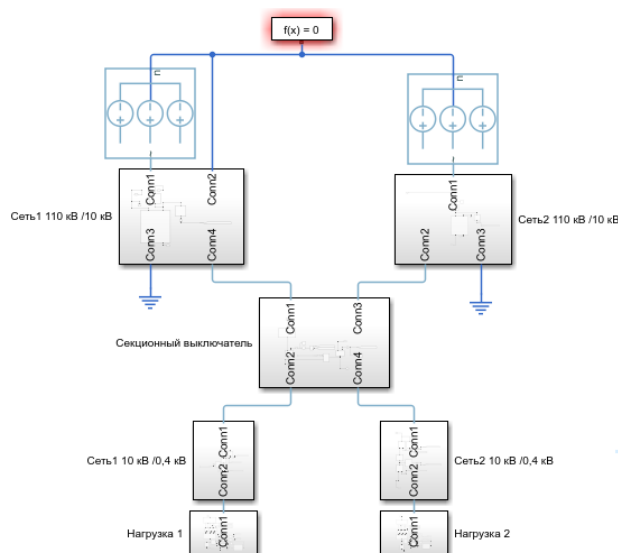 f(x) = 0
n
n
~
~
Conn1
Conn2
Conn1
Сеть1 110 кВ /10 кВ
Сеть2 110 кВ /10 кВ
Conn3
Conn4
Conn2
Conn3
Conn1
Conn3
Секционный выключатель
Conn2
Conn4
Conn1
Conn1
Сеть1 10 кВ /0,4 кВ
Сеть2 10 кВ /0,4 кВ
Conn2
Conn2
Нагрузка 1
Conn1
Conn1
Нагрузка 2